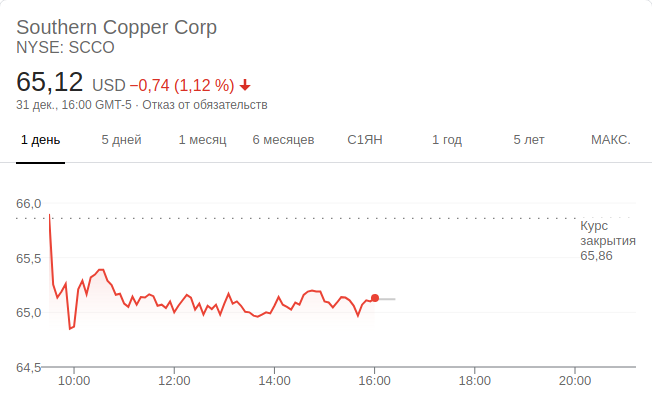 Southern Copper Corp
NYSE: SCCO
65,12 USD −0,74 (1,12 %)
31 дек., 16:00 GMT-5 · Отказ от обязательств
1 день 5 дней 1 месяц 6 месяцев С1ЯН 1 год 5 лет МАКС.
66,0
Курс
закрытия
65,86
65,5
65,0
64,5
10:00 12:00 14:00 16:00 18:00 20:00